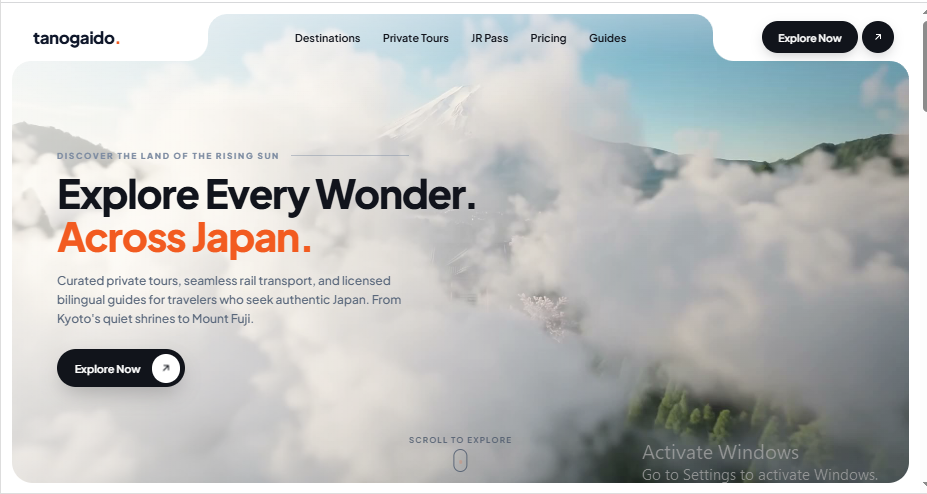 tanogaido.
Destinations Private Tours JR Pass Pricing Guides
Explore Now
DISCOVER THE LAND OF THE RISING SUN
Explore Every Wonder.
Across Japan.
Curated private tours, seamless rail transport, and licensed
bilingual guides for travelers who seek authentic Japan. From
Kyoto's quiet shrines to Mount Fuji.
Explore Now
SCROLL TO EXPLORE
Activate Windows
Go to Settings to activate Windows.